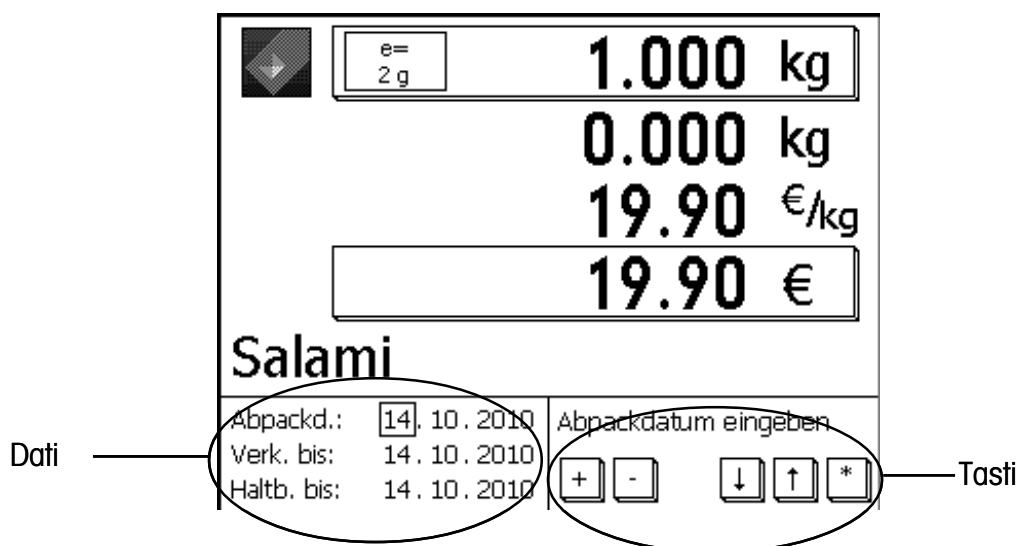 e=
2 g
1.000 kg
0.000 kg
19.90 €/kg
19.90 €
Salami
Abpackd.: 14. 10. 2010
Verk. bis: 14. 10. 2010
Haltb. bis: 14. 10. 2010
Abpackdatum eingeben
+ - ↓ ↑ *
Dati
Tasti